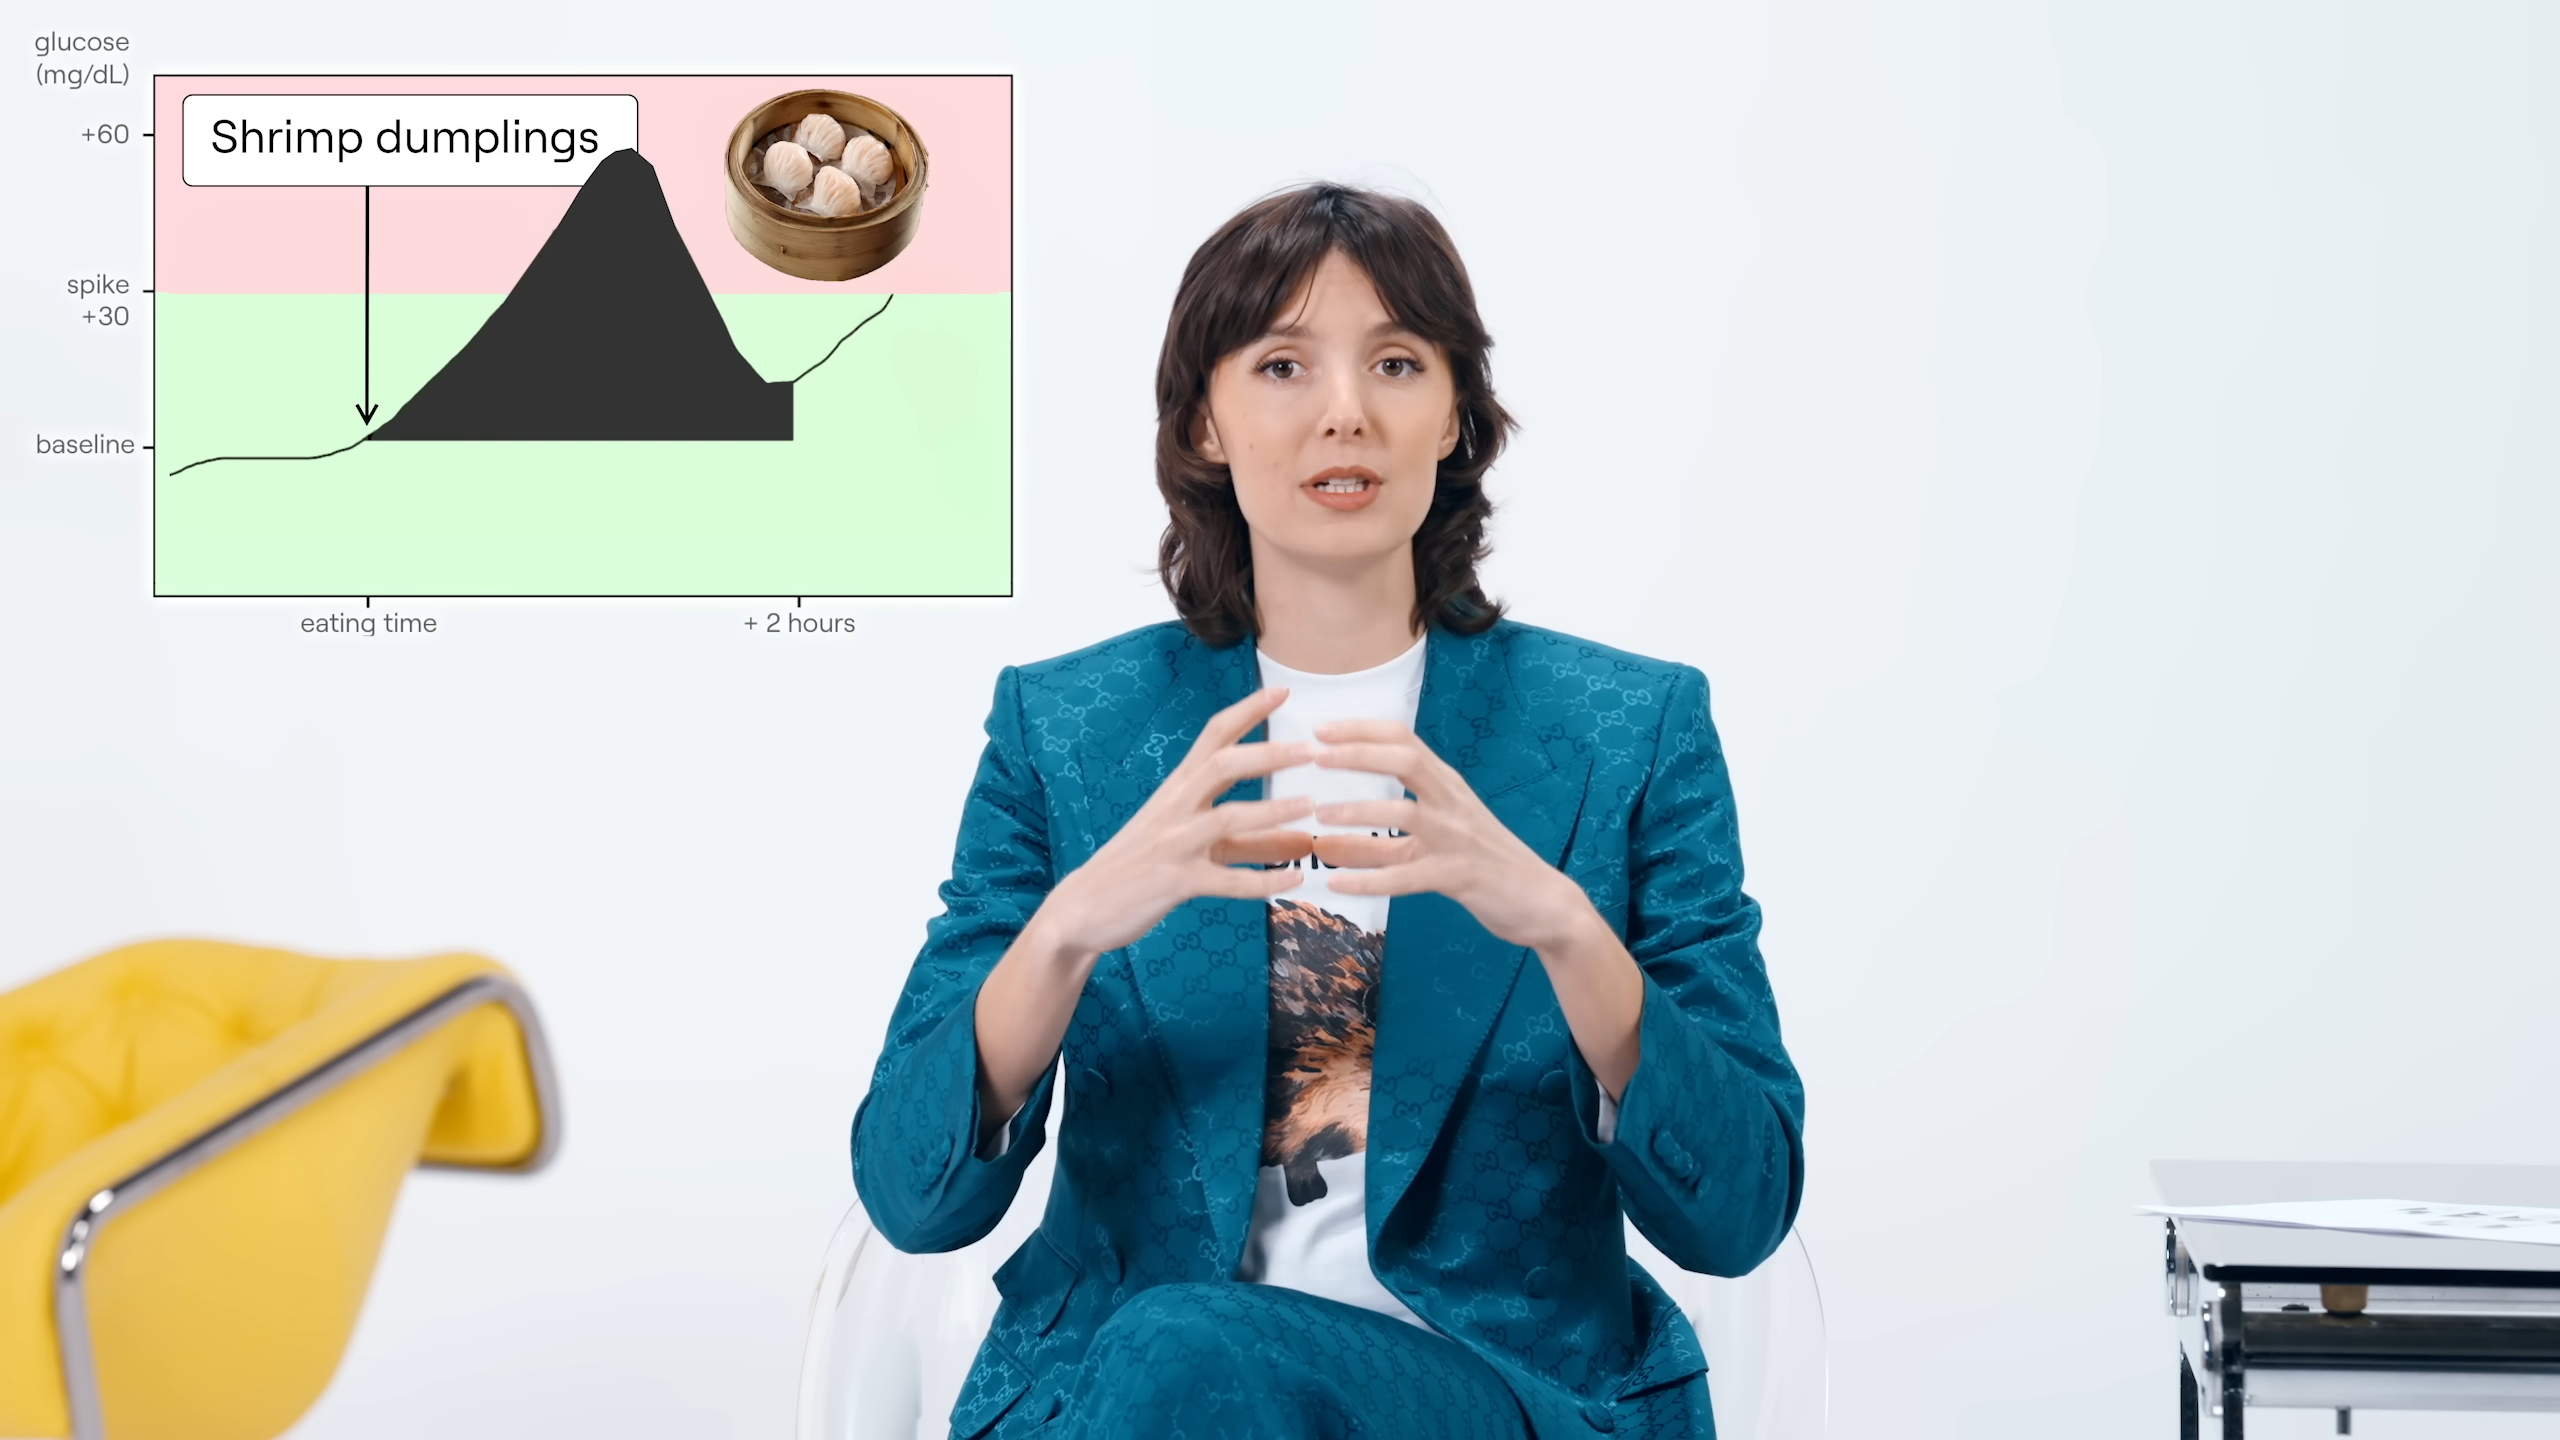 glucose
(mg/dL)
+60
Shrimp dumplings
spike
+30
baseline
eating time
+ 2 hours